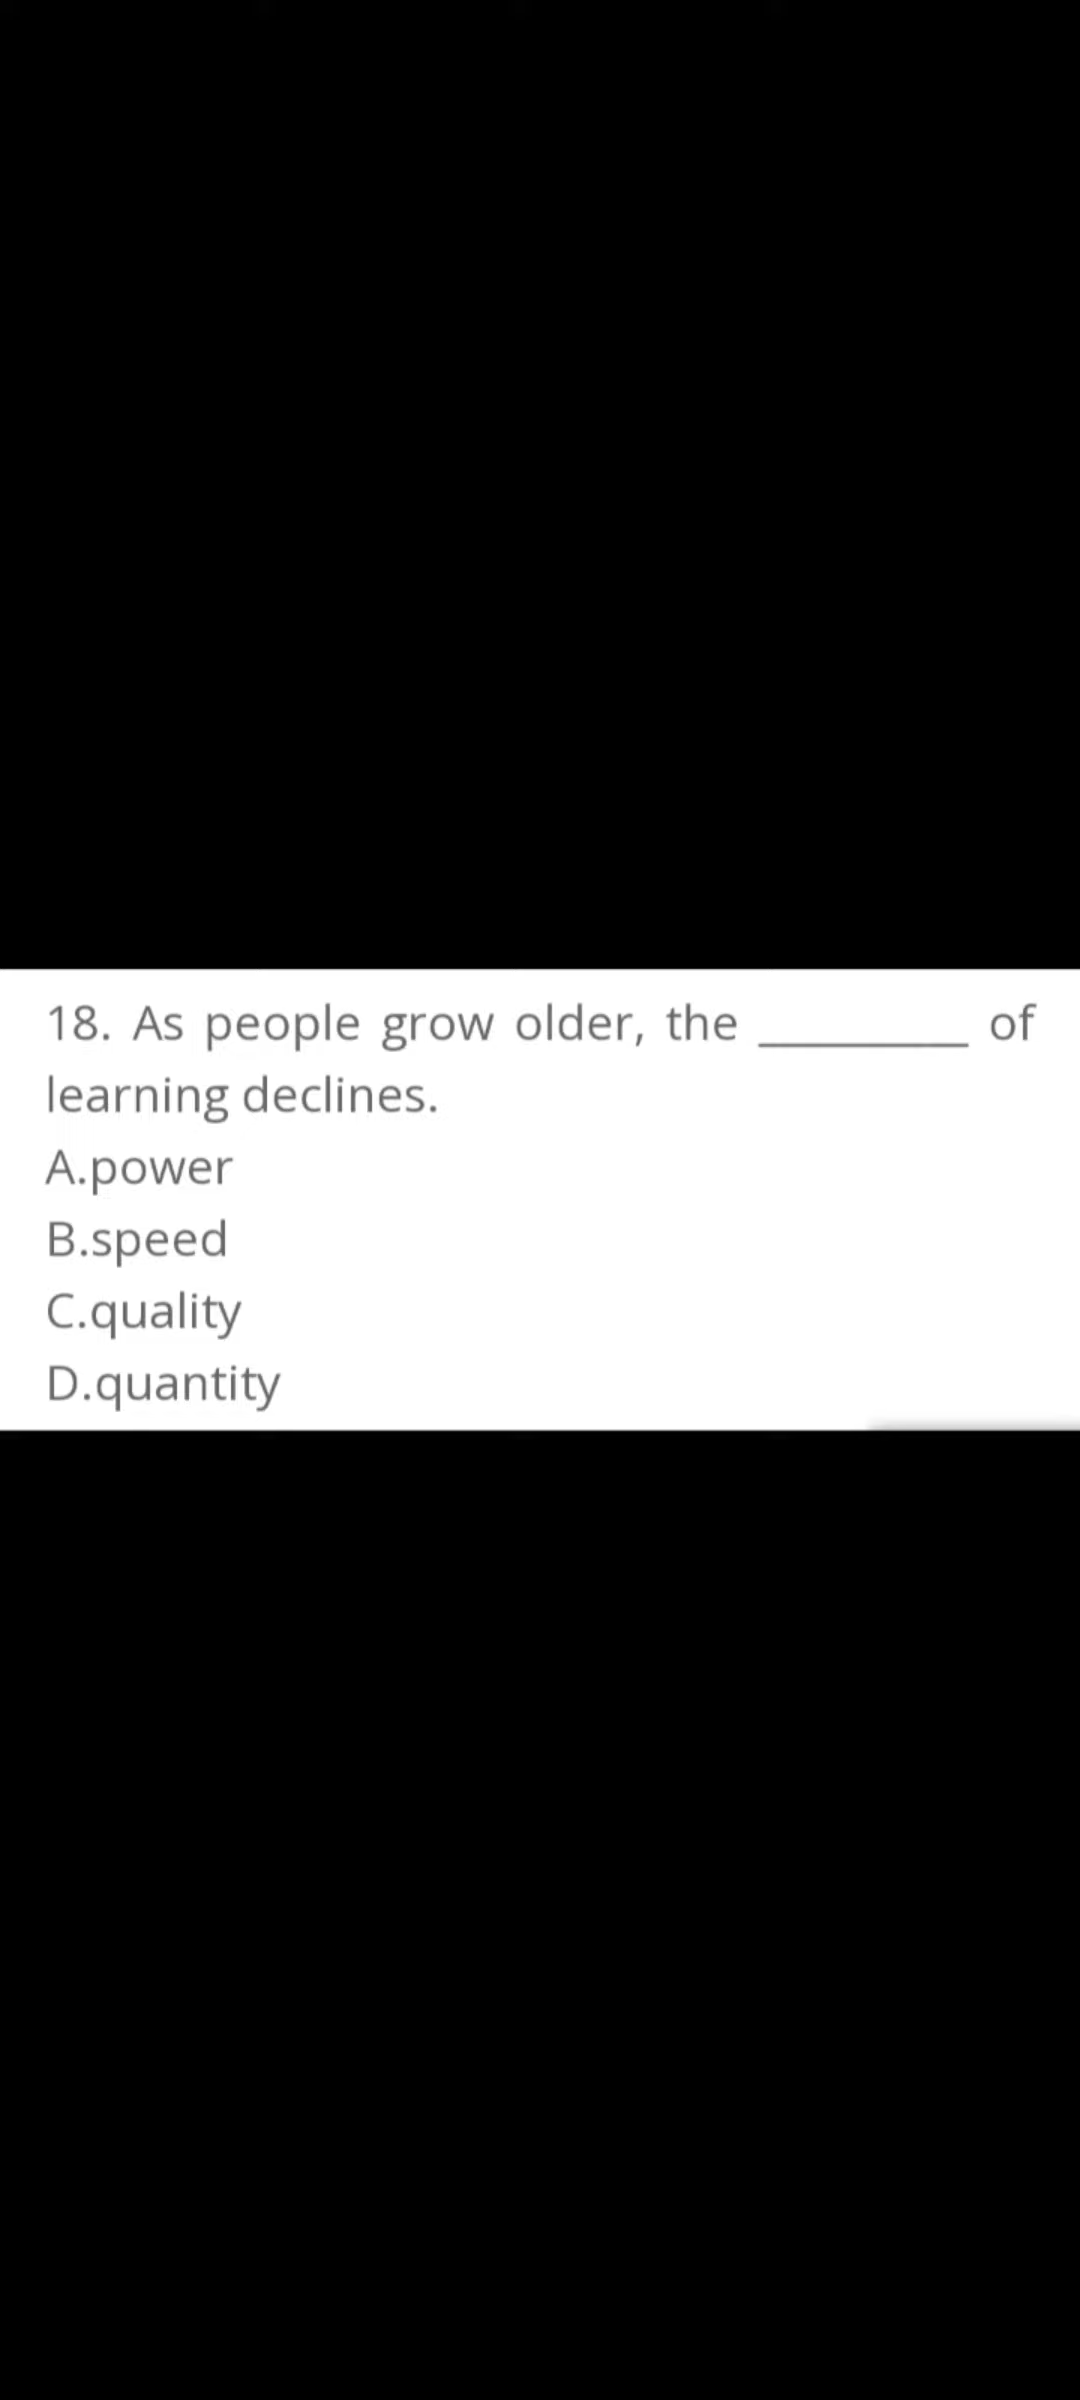 18. As people grow older, the _________ of
learning declines.
A.power
B.speed
C.quality
D.quantity